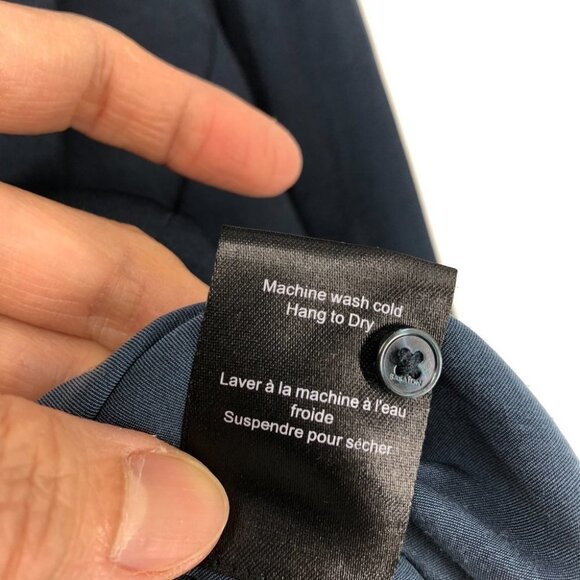 Machine wash cold
Hang to Dry
Laver à la machine à l'eau
froide
Suspendre pour sécher